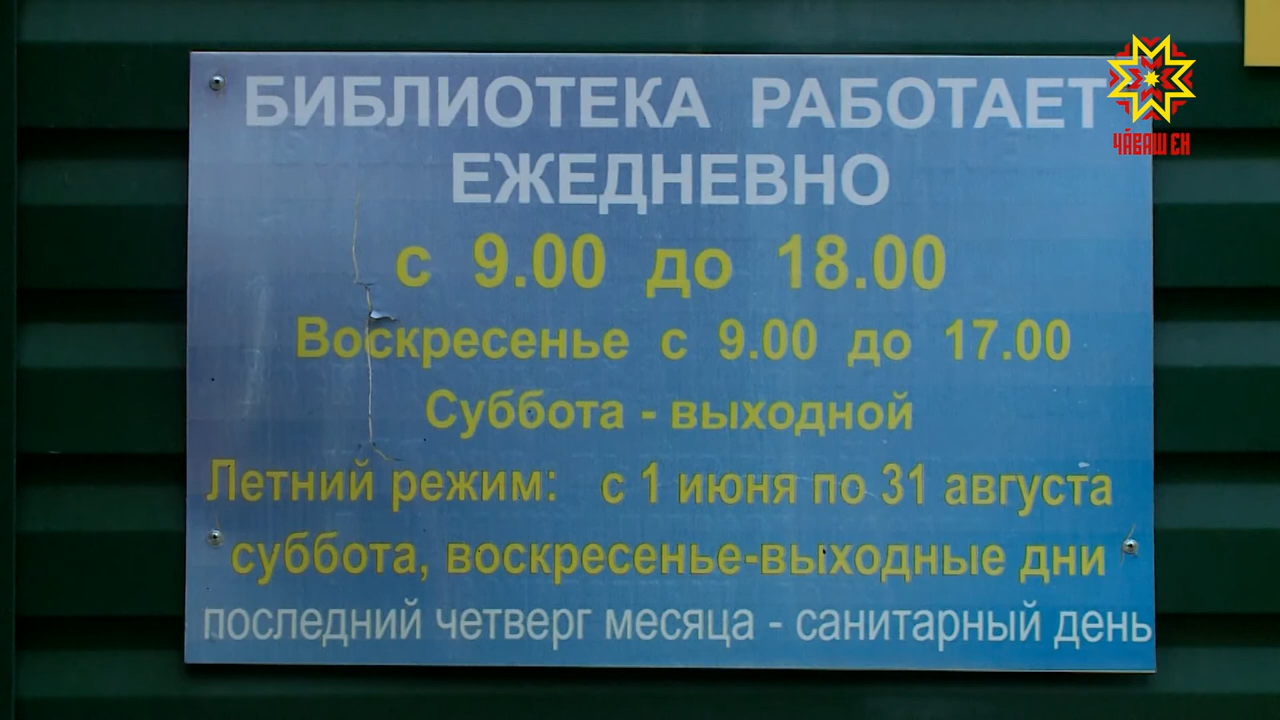 БИБЛИОТЕКА РАБОТАЕТ
ЕЖЕДНЕВНО
с 9.00 до 18.00
Воскресенье с 9.00 до 17.00
Суббота - выходной
Летний режим: с 1 июня по 31 августа
суббота, воскресенье-выходные дни
последний четверг месяца - санитарный день
ЧӐВАШ ЕН